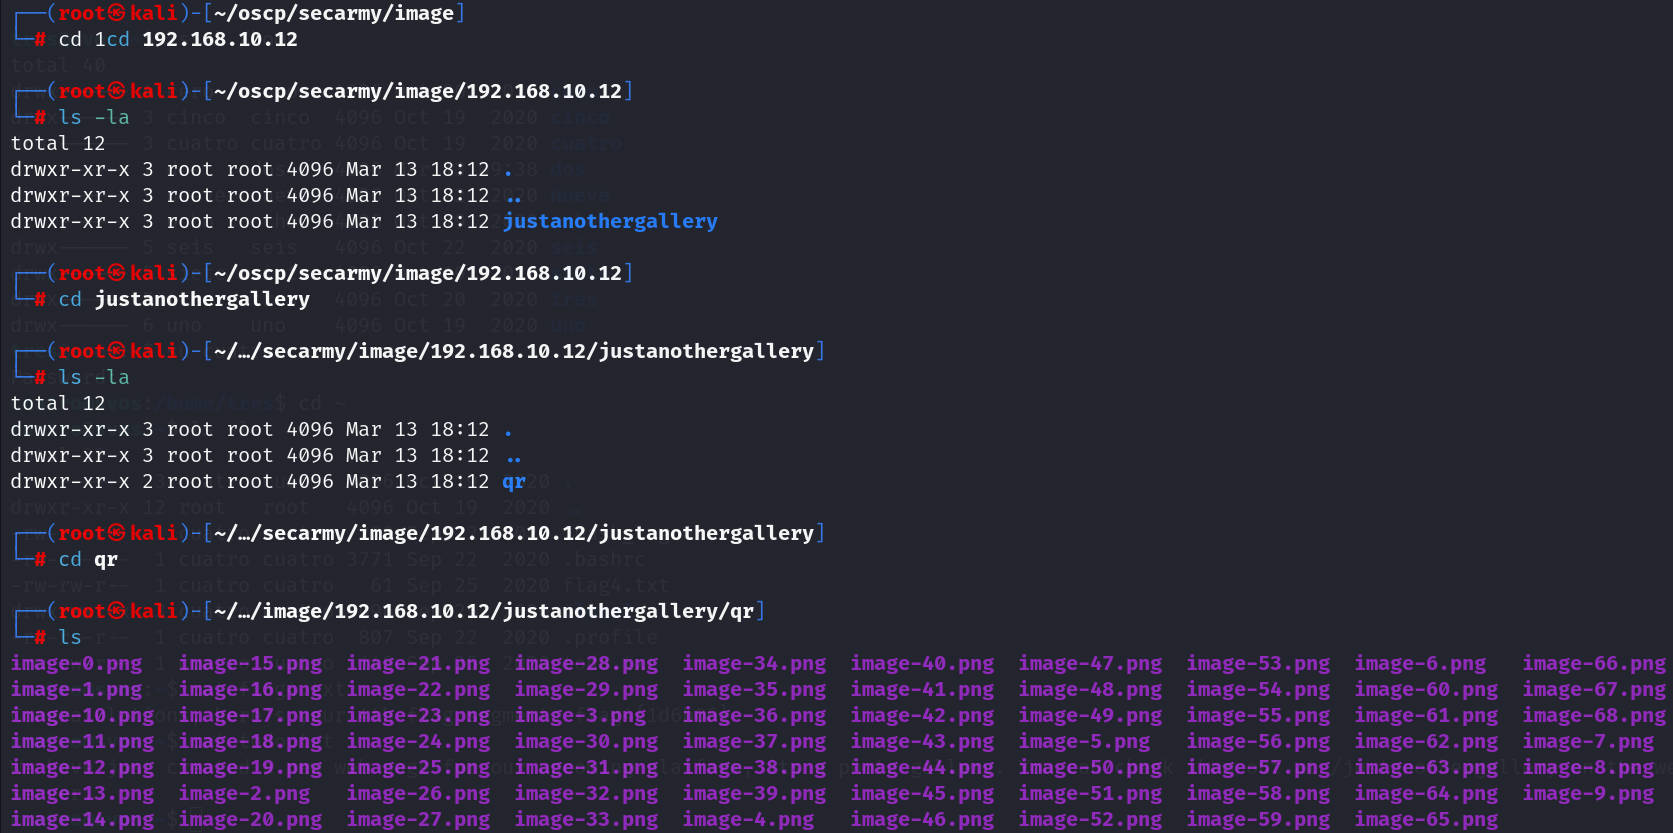 ┌──(root㉿kali)-[~/oscp/secarmy/image]
└─# cd 1cd 192.168.10.12
total 40
┌──(root㉿kali)-[~/oscp/secarmy/image/192.168.10.12]
└─# ls -la
total 12
drwxr-xr-x 3 root root 4096 Mar 13 18:12 .
drwxr-xr-x 3 root root 4096 Mar 13 18:12 ..
drwxr-xr-x 3 root root 4096 Mar 13 18:12 justanothergallery
┌──(root㉿kali)-[~/oscp/secarmy/image/192.168.10.12]
└─# cd justanothergallery
┌──(root㉿kali)-[~/…/secarmy/image/192.168.10.12/justanothergallery]
└─# ls -la
total 12
drwxr-xr-x 3 root root 4096 Mar 13 18:12 .
drwxr-xr-x 3 root root 4096 Mar 13 18:12 ..
drwxr-xr-x 2 root root 4096 Mar 13 18:12 qr
┌──(root㉿kali)-[~/…/secarmy/image/192.168.10.12/justanothergallery]
└─# cd qr
┌──(root㉿kali)-[~/…/image/192.168.10.12/justanothergallery/qr]
└─# ls
image-0.png image-15.png image-21.png image-28.png image-34.png image-40.png image-47.png image-53.png image-6.png image-66.png
image-1.png image-16.png image-22.png image-29.png image-35.png image-41.png image-48.png image-54.png image-60.png image-67.png
image-10.png image-17.png image-23.png image-3.png image-36.png image-42.png image-49.png image-55.png image-61.png image-68.png
image-11.png image-18.png image-24.png image-30.png image-37.png image-43.png image-5.png image-56.png image-62.png image-7.png
image-12.png image-19.png image-25.png image-31.png image-38.png image-44.png image-50.png image-57.png image-63.png image-8.png
image-13.png image-2.png image-26.png image-32.png image-39.png image-45.png image-51.png image-58.png image-64.png image-9.png
image-14.png image-20.png image-27.png image-33.png image-4.png image-46.png image-52.png image-59.png image-65.png